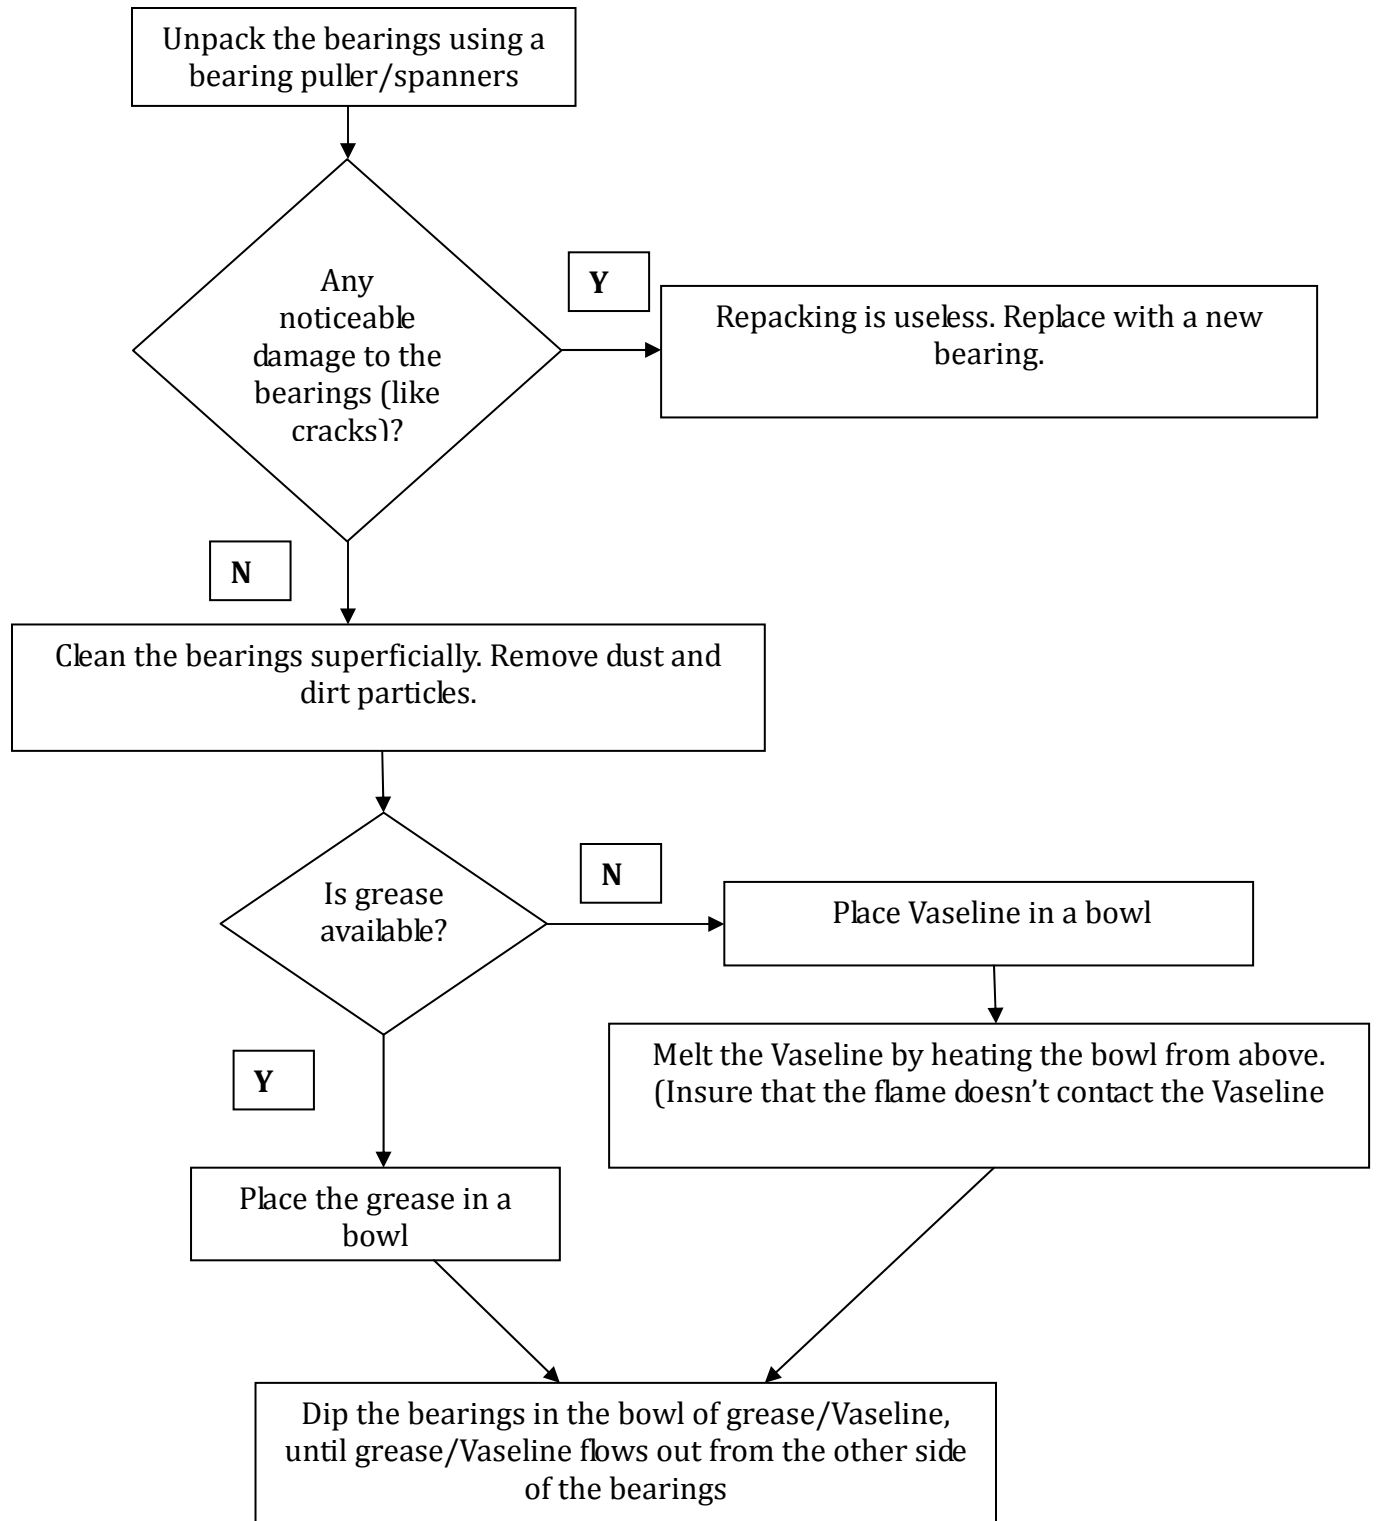 Unpack the bearings using a
bearing puller/spanners
Any
noticeable
damage to the
bearings (like
cracks)?
Y
Repacking is useless. Replace with a new
bearing.
N
Clean the bearings superficially. Remove dust and
dirt particles.
Is grease
available?
N
Place Vaseline in a bowl
Melt the Vaseline by heating the bowl from above.
(Insure that the flame doesn’t contact the Vaseline
Y
Place the grease in a
bowl
Dip the bearings in the bowl of grease/Vaseline,
until grease/Vaseline flows out from the other side
of the bearings